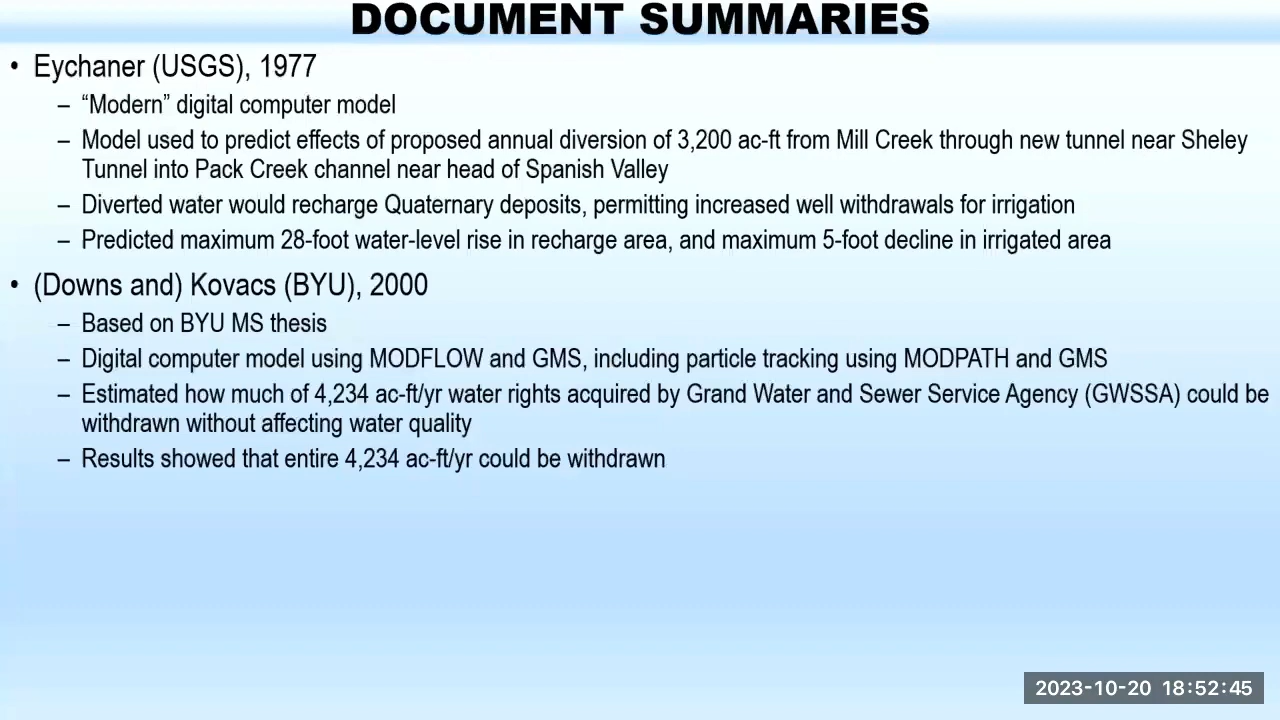 DOCUMENT SUMMARIES
• Eychaner (USGS), 1977
– “Modern” digital computer model
– Model used to predict effects of proposed annual diversion of 3,200 ac-ft from Mill Creek through new tunnel near Sheley
Tunnel into Pack Creek channel near head of Spanish Valley
– Diverted water would recharge Quaternary deposits, permitting increased well withdrawals for irrigation
– Predicted maximum 28-foot water-level rise in recharge area, and maximum 5-foot decline in irrigated area
• (Downs and) Kovacs (BYU), 2000
– Based on BYU MS thesis
– Digital computer model using MODFLOW and GMS, including particle tracking using MODPATH and GMS
– Estimated how much of 4,234 ac-ft/yr water rights acquired by Grand Water and Sewer Service Agency (GWSSA) could be
withdrawn without affecting water quality
– Results showed that entire 4,234 ac-ft/yr could be withdrawn
2023-10-20 18:52:45